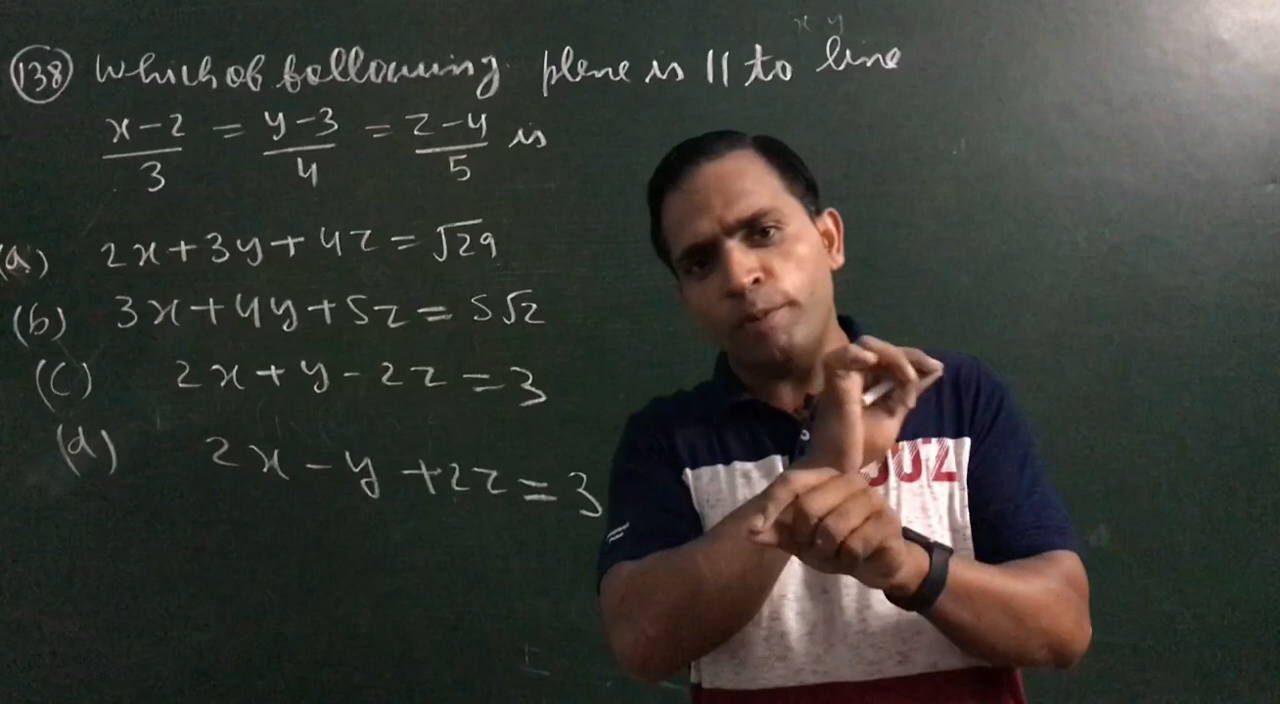 x y
(138) Which of following plane is || to line
x-2/3 = y-3/4 = z-4/5 is
(a) 2x+3y+4z=√29
(b) 3x+4y+5z=5√2
(c) 2x+y-2z=3
(d) 2x-y+2z=3